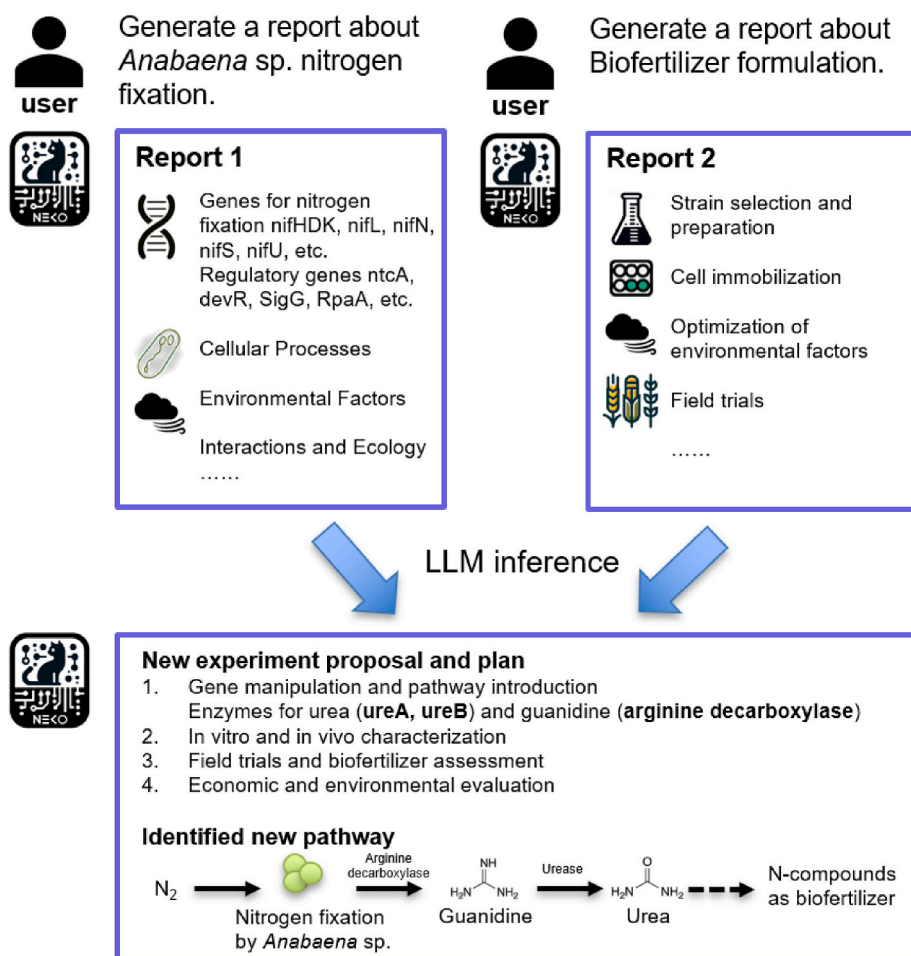 Generate a report about
Anabaena sp. nitrogen
fixation.
user
NEKO
Report 1
Genes for nitrogen
fixation nifHDK, nifL, nifN,
nifS, nifU, etc.
Regulatory genes ntcA,
devR, SigG, RpaA, etc.
Cellular Processes
Environmental Factors
Interactions and Ecology
......
Generate a report about
Biofertilizer formulation.
user
NEKO
Report 2
Strain selection and
preparation
Cell immobilization
Optimization of
environmental factors
Field trials
......
LLM inference
NEKO
New experiment proposal and plan
1. Gene manipulation and pathway introduction
Enzymes for urea (ureA, ureB) and guanidine (arginine decarboxylase)
2. In vitro and in vivo characterization
3. Field trials and biofertilizer assessment
4. Economic and environmental evaluation
Identified new pathway
N₂
Nitrogen fixation
by Anabaena sp.
Arginine
decarboxylase
NH
H₂N NH₂
Guanidine
Urease
O
H₂N NH₂
Urea
N-compounds
as biofertilizer